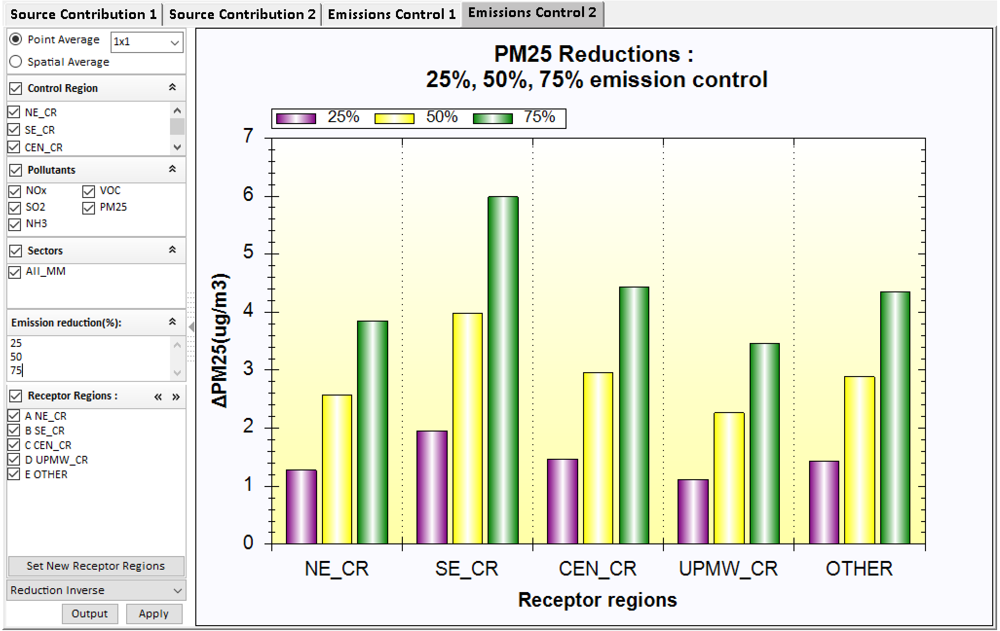 Source Contribution 1 Source Contribution 2 Emissions Control 1 Emissions Control 2
Point Average 1x1
Spatial Average
Control Region
NE_CR
SE_CR
CEN_CR
Pollutants
NOx VOC
SO2 PM25
NH3
Sectors
All_MM
Emission reduction(%):
25
50
75
Receptor Regions :
A NE_CR
B SE_CR
C CEN_CR
D UPMW_CR
E OTHER
Set New Receptor Regions
Reduction Inverse
Output Apply
PM25 Reductions :
25%, 50%, 75% emission control
25% 50% 75%
7
6
5
4
3
2
1
0
ΔPM25(ug/m3)
NE_CR SE_CR CEN_CR UPMW_CR OTHER
Receptor regions